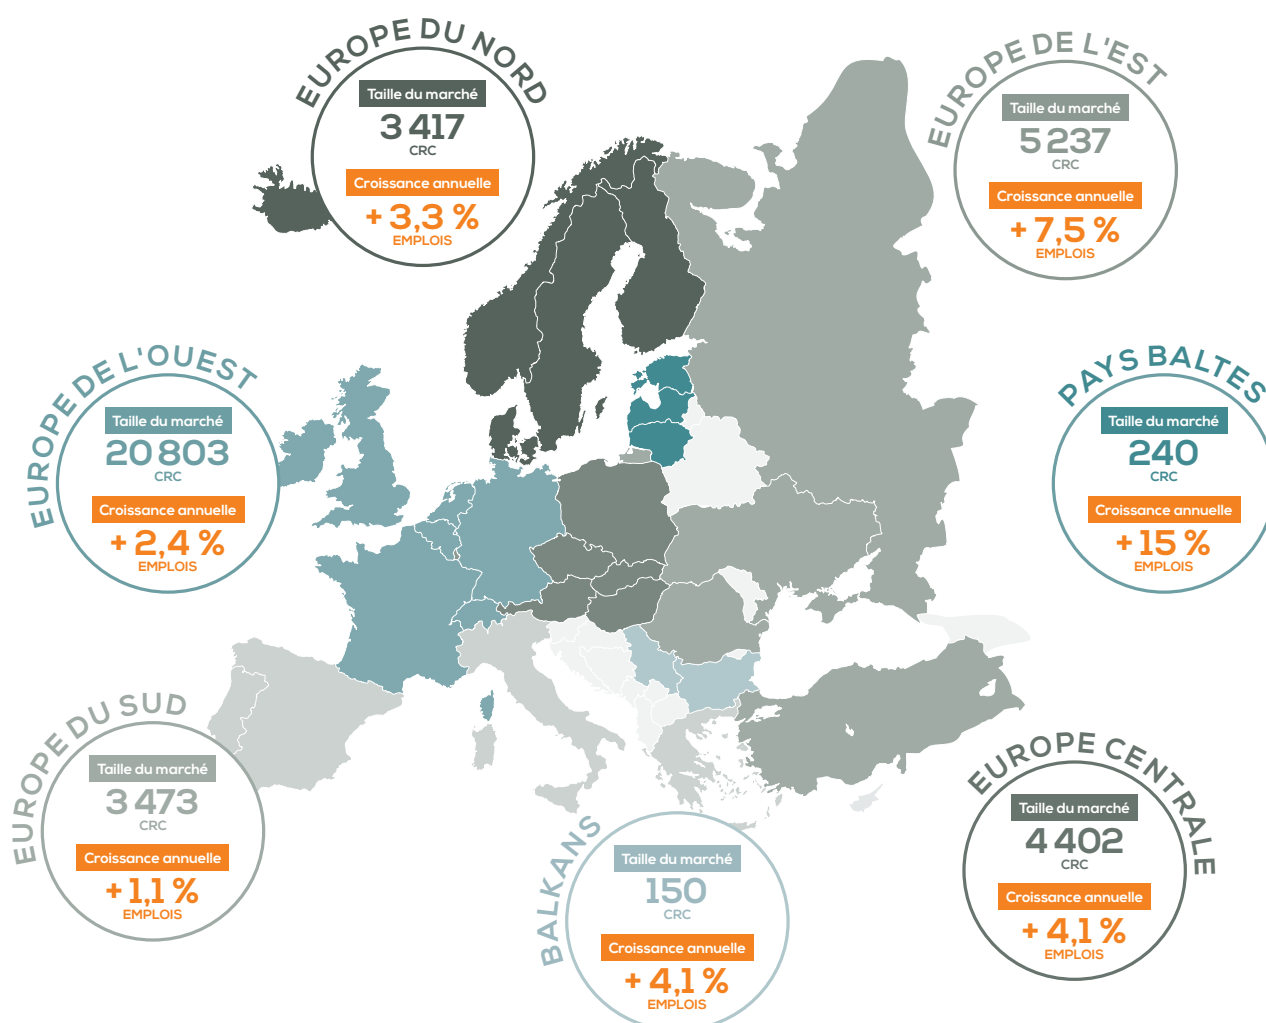 EUROPE DU NORD
Taille du marché
3 417
CRC
Croissance annuelle
+ 3,3 %
EMPLOIS
EUROPE DE L'EST
Taille du marché
5 237
CRC
Croissance annuelle
+ 7,5 %
EMPLOIS
EUROPE DE L'OUEST
Taille du marché
20 803
CRC
Croissance annuelle
+ 2,4 %
EMPLOIS
PAYS BALTES
Taille du marché
240
CRC
Croissance annuelle
+ 15 %
EMPLOIS
EUROPE DU SUD
Taille du marché
3 473
CRC
Croissance annuelle
+ 1,1 %
EMPLOIS
BALKANS
Taille du marché
150
CRC
Croissance annuelle
+ 4,1 %
EMPLOIS
EUROPE CENTRALE
Taille du marché
4 402
CRC
Croissance annuelle
+ 4,1 %
EMPLOIS